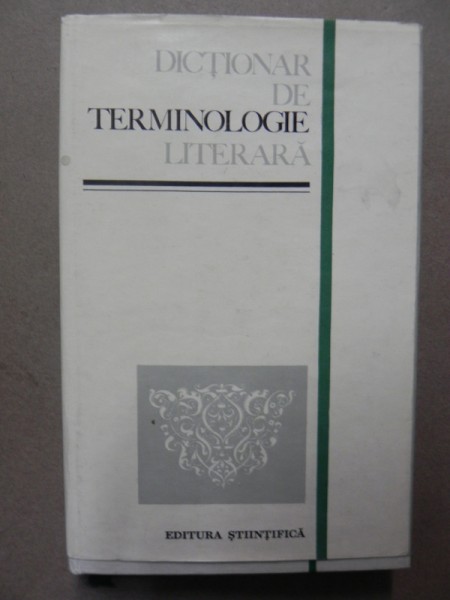 DICȚIONAR
DE
TERMINOLOGIE
LITERARĂ
EDITURA ȘTIINȚIFICĂ